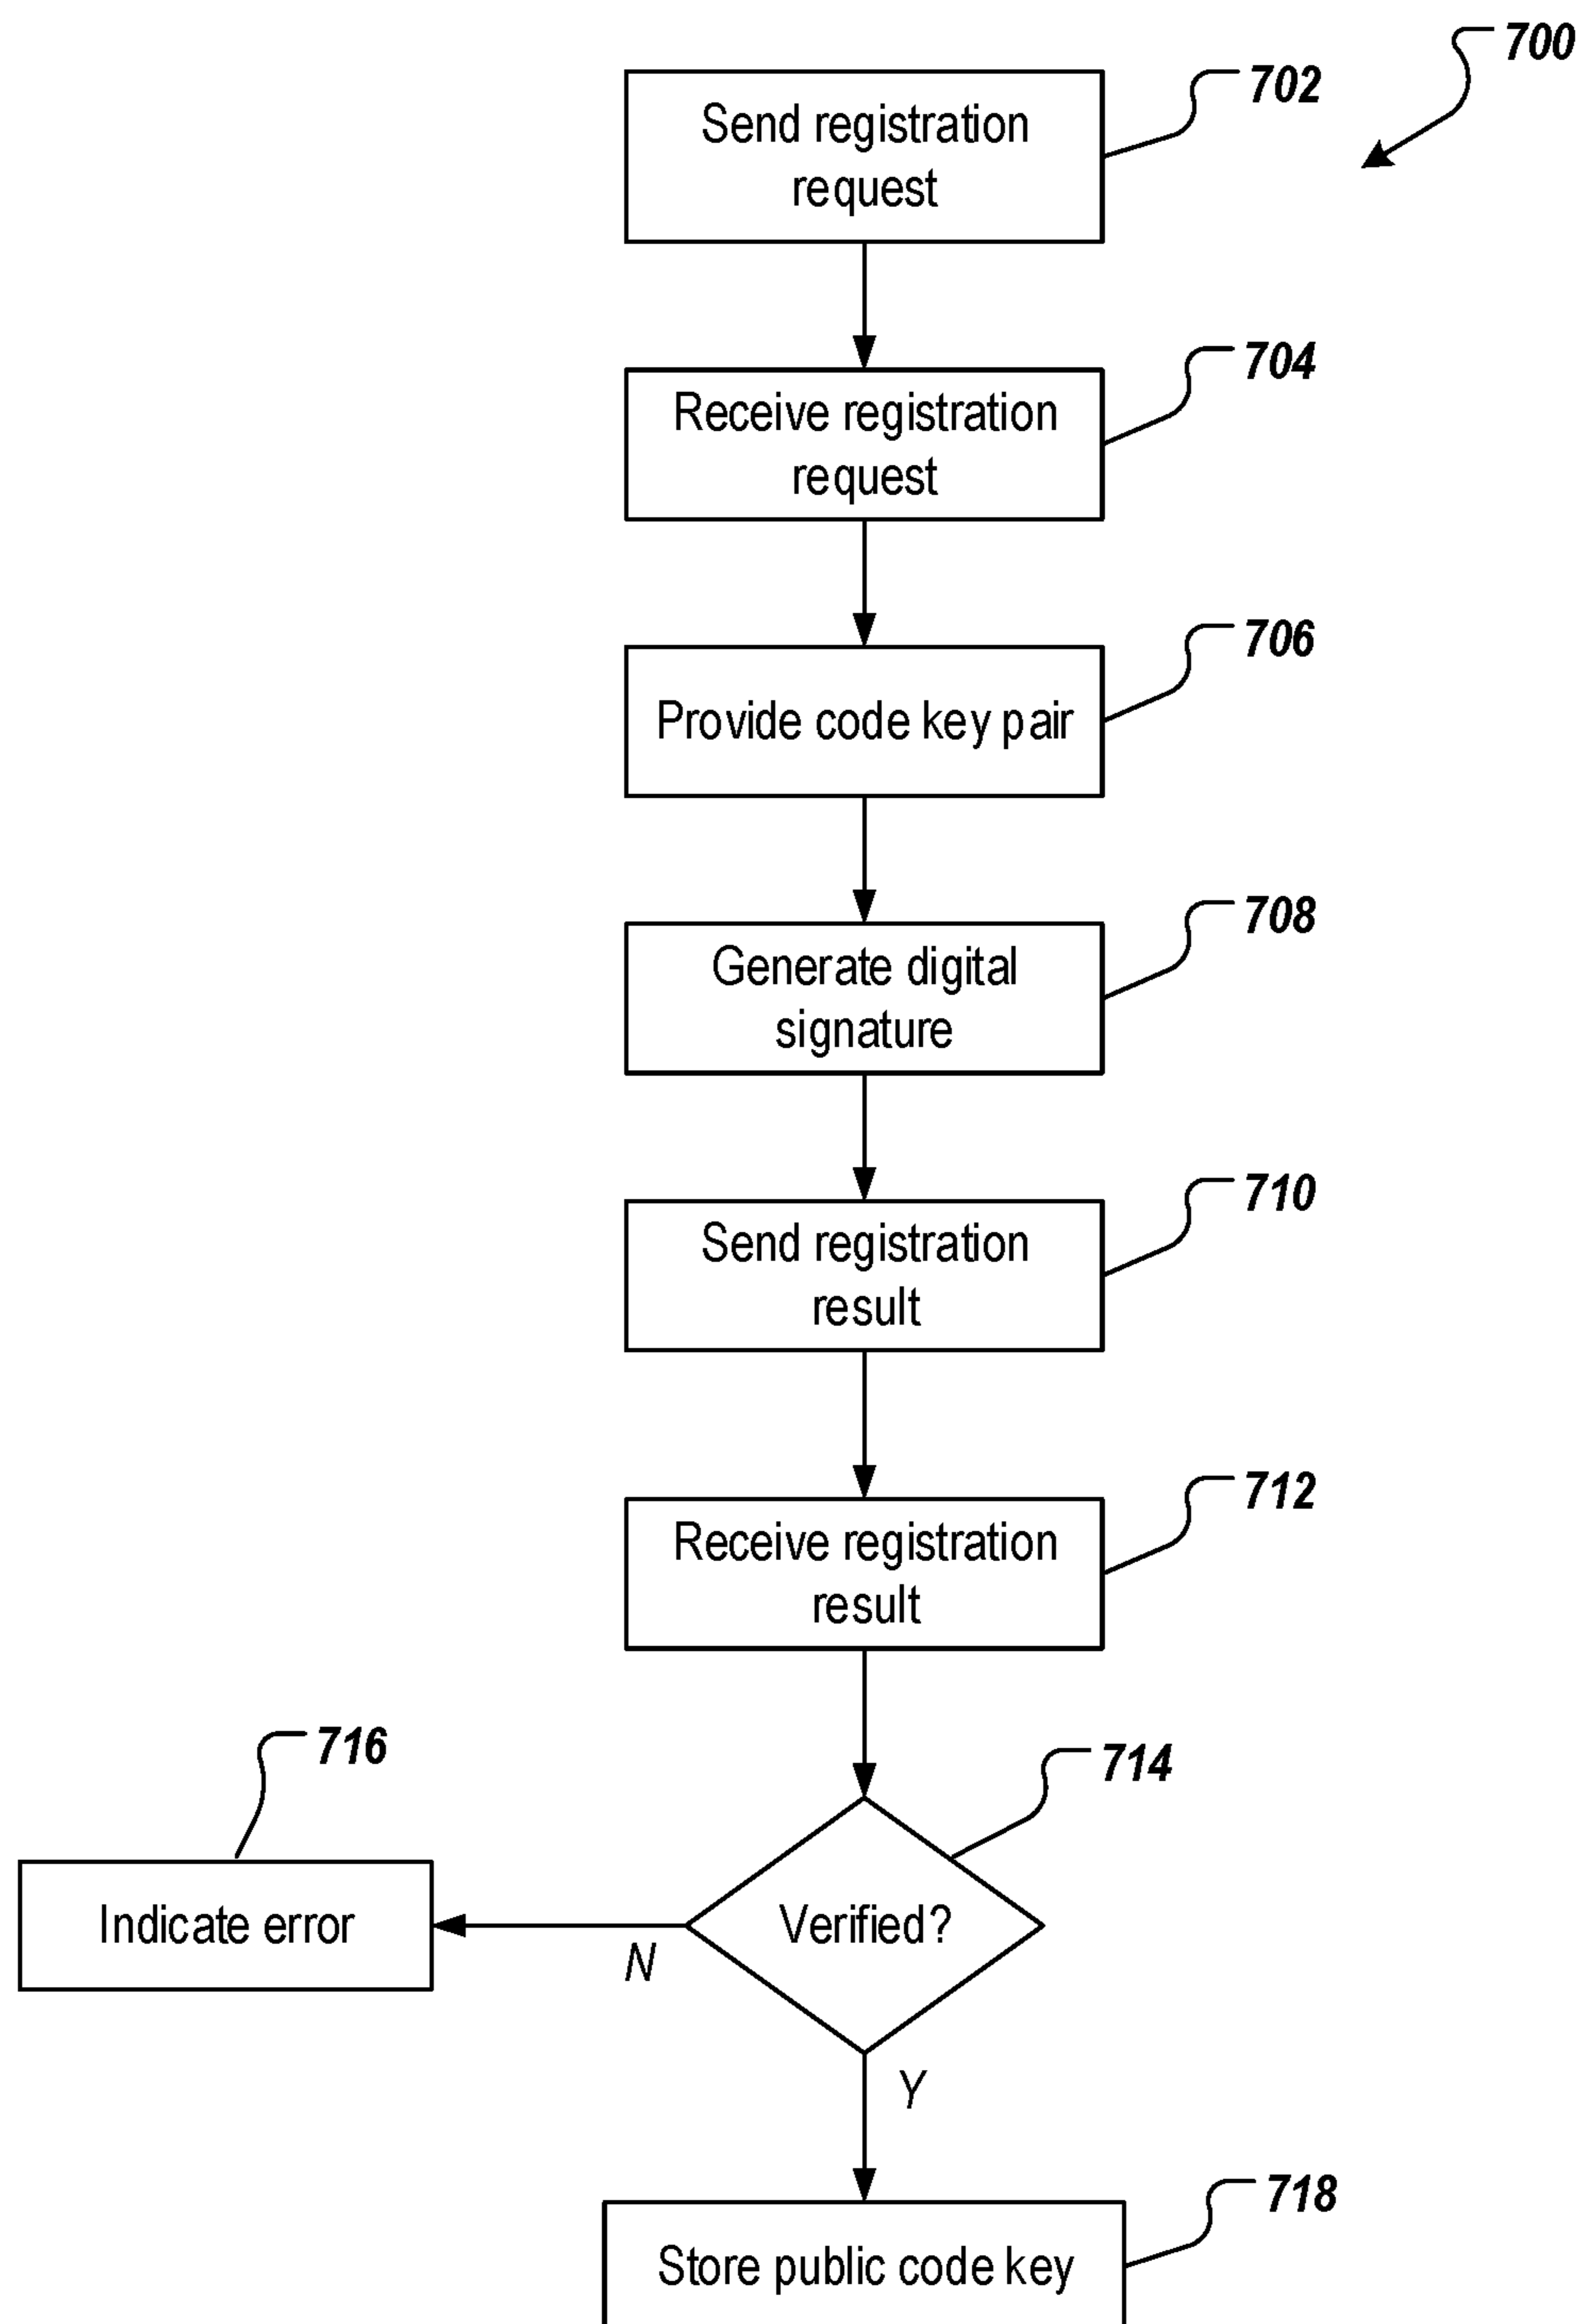 700
702
Send registration
request
704
Receive registration
request
706
Provide code key pair
708
Generate digital
signature
710
Send registration
result
712
Receive registration
result
716
714
Indicate error
Verified?
N
Y
718
Store public code key